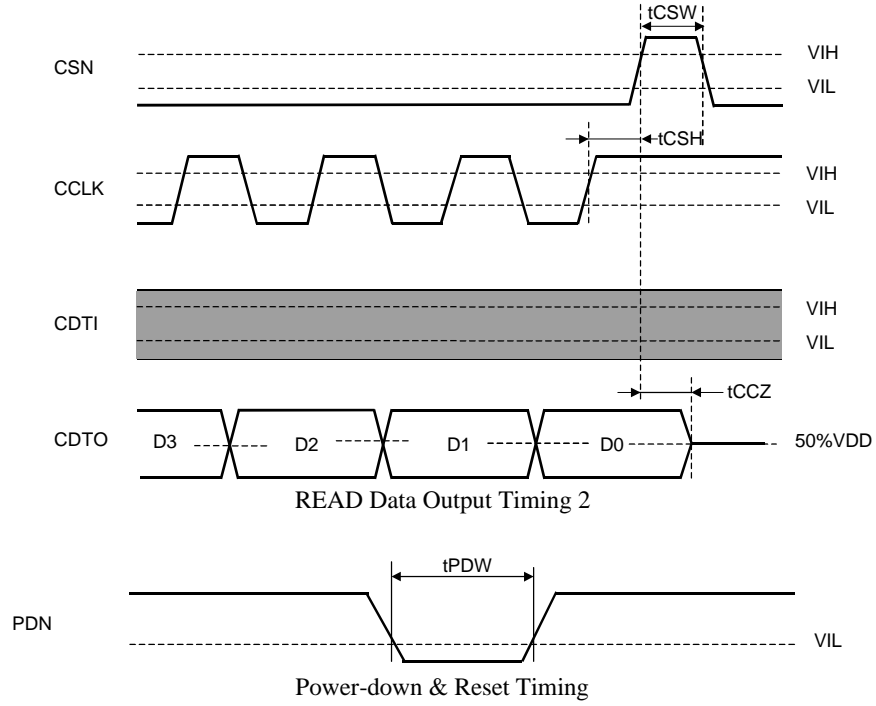 tCSW
CSN
VIH
VIL
tCSH
CCLK
VIH
VIL
CDTI
VIH
VIL
tCCZ
CDTO D3 D2 D1 D0 50%VDD
READ Data Output Timing 2
tPDW
PDN
VIL
Power-down & Reset Timing